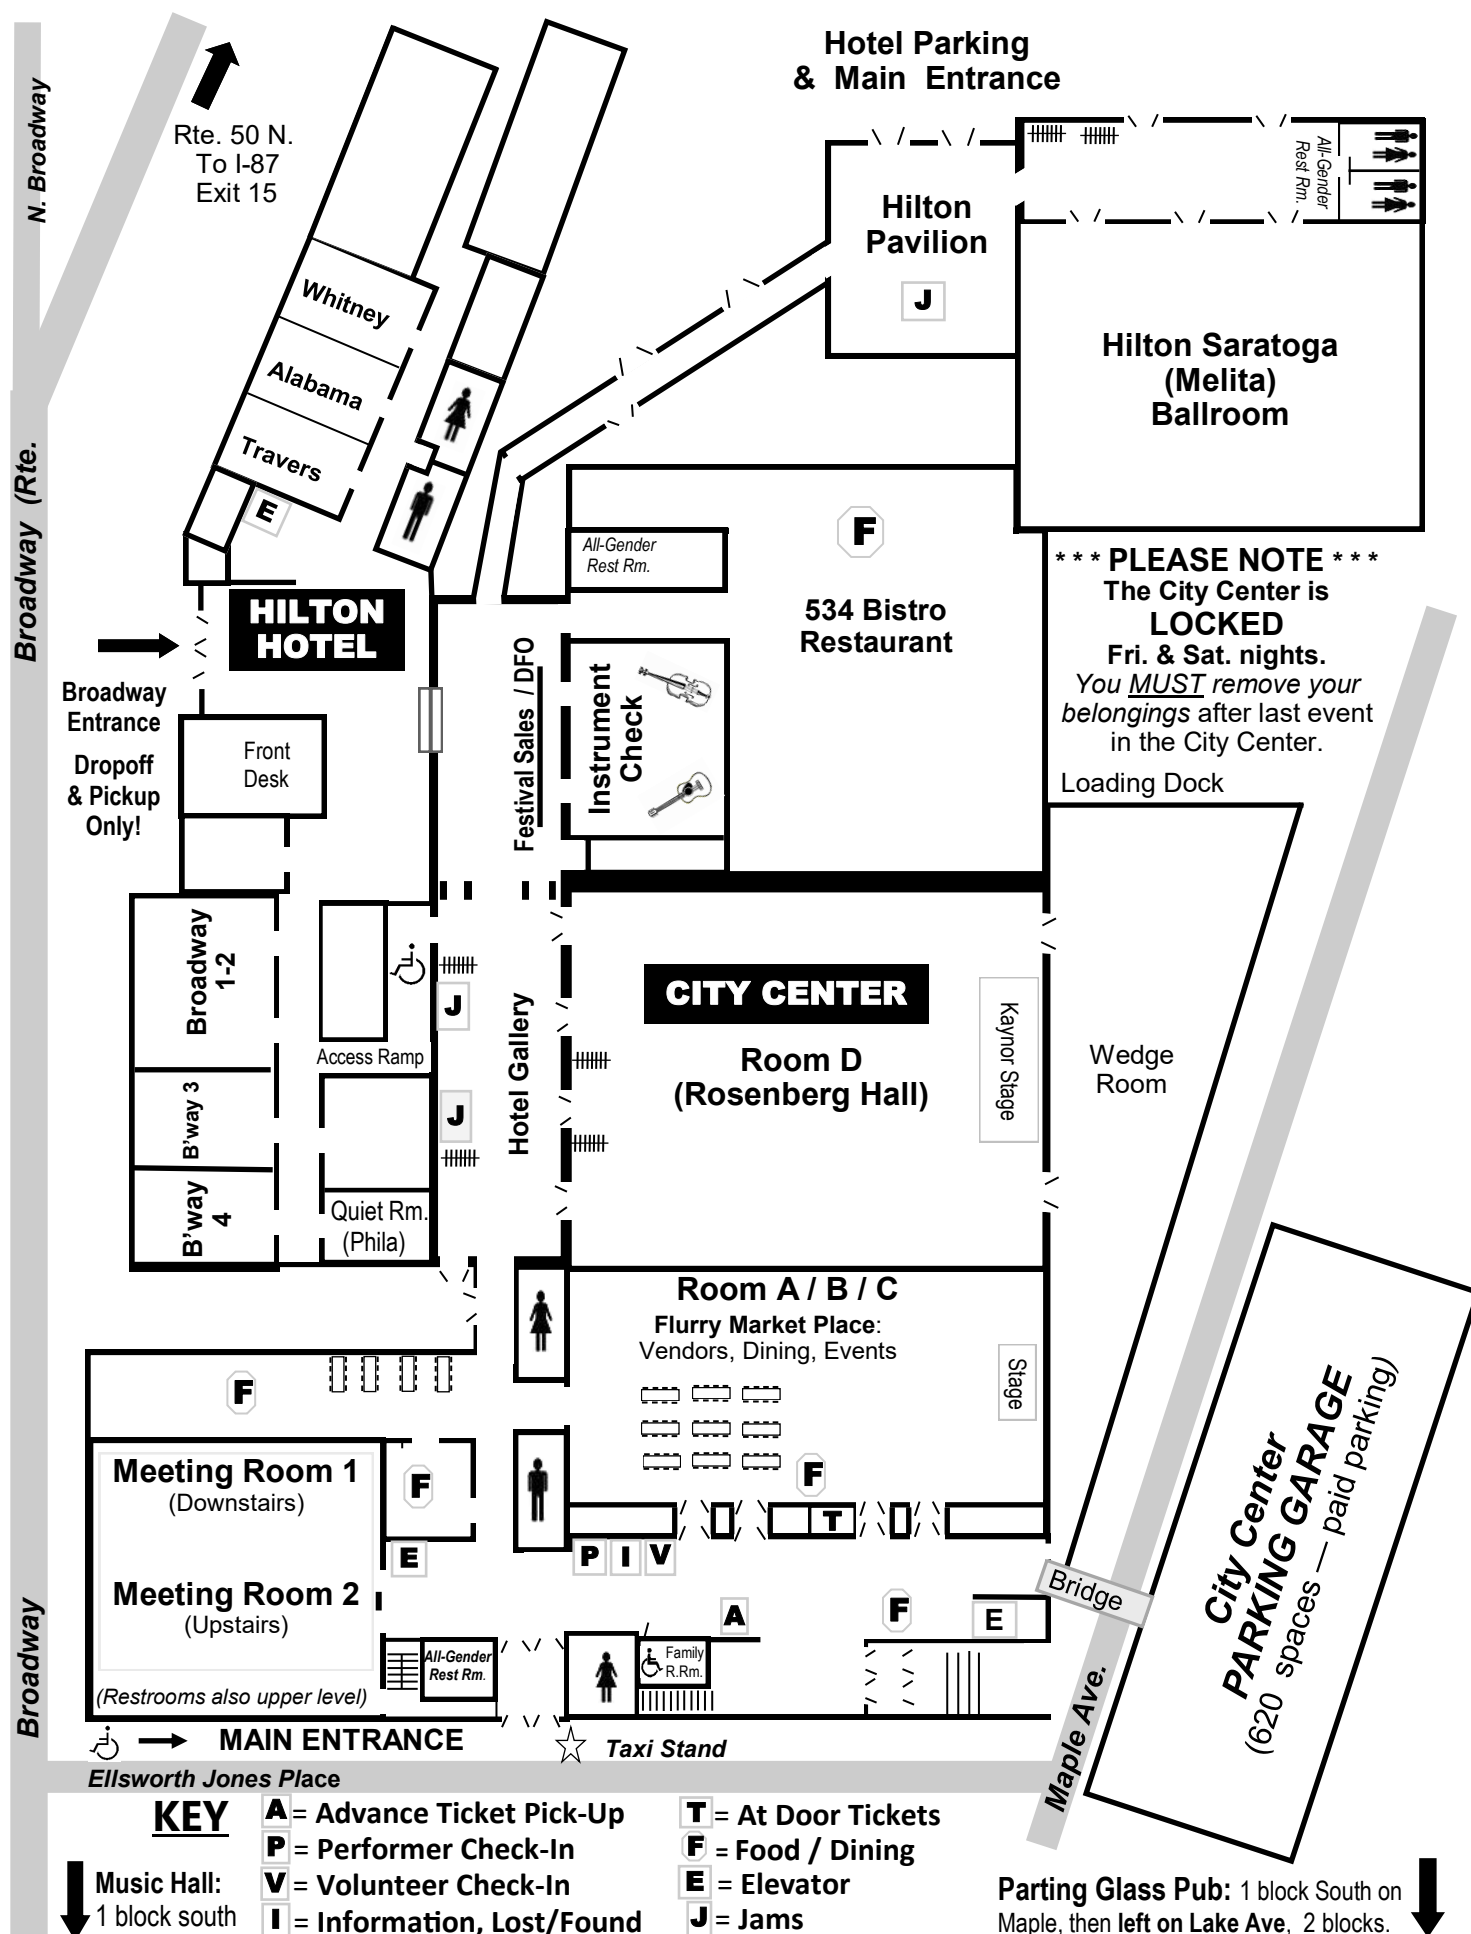 N. Broadway
Rte. 50 N.
To I-87
Exit 15
Hotel Parking
& Main Entrance
Whitney
Alabama
Travers
E
Hilton
Pavilion
J
All-Gender
Rest Rm.
Hilton Saratoga
(Melita)
Ballroom
Broadway (Rte.
HILTON
HOTEL
Broadway
Entrance
Dropoff
& Pickup
Only!
Front
Desk
All-Gender
Rest Rm.
F
534 Bistro
Restaurant
Festival Sales / DFO
Instrument
Check
* * * PLEASE NOTE * * *
The City Center is
LOCKED
Fri. & Sat. nights.
You MUST remove your
belongings after last event
in the City Center.
Loading Dock
Broadway
1-2
B'way 3
B'way
4
J
Access Ramp
J
Quiet Rm.
(Phila)
Hotel Gallery
CITY CENTER
Room D
(Rosenberg Hall)
Kaynor Stage
Wedge
Room
Room A / B / C
Flurry Market Place:
Vendors, Dining, Events
Stage
F
F
F
Meeting Room 1
(Downstairs)
Meeting Room 2
(Upstairs)
(Restrooms also upper level)
E
P I V
T
A
F
E
Bridge
All-Gender
Rest Rm.
Family
R.Rm.
City Center
PARKING GARAGE
(620 spaces — paid parking)
Maple Ave.
Broadway
MAIN ENTRANCE
Taxi Stand
Ellsworth Jones Place
KEY
A = Advance Ticket Pick-Up
P = Performer Check-In
V = Volunteer Check-In
I = Information, Lost/Found
T = At Door Tickets
F = Food / Dining
E = Elevator
J = Jams
Music Hall:
1 block south
Parting Glass Pub: 1 block South on
Maple, then left on Lake Ave, 2 blocks.